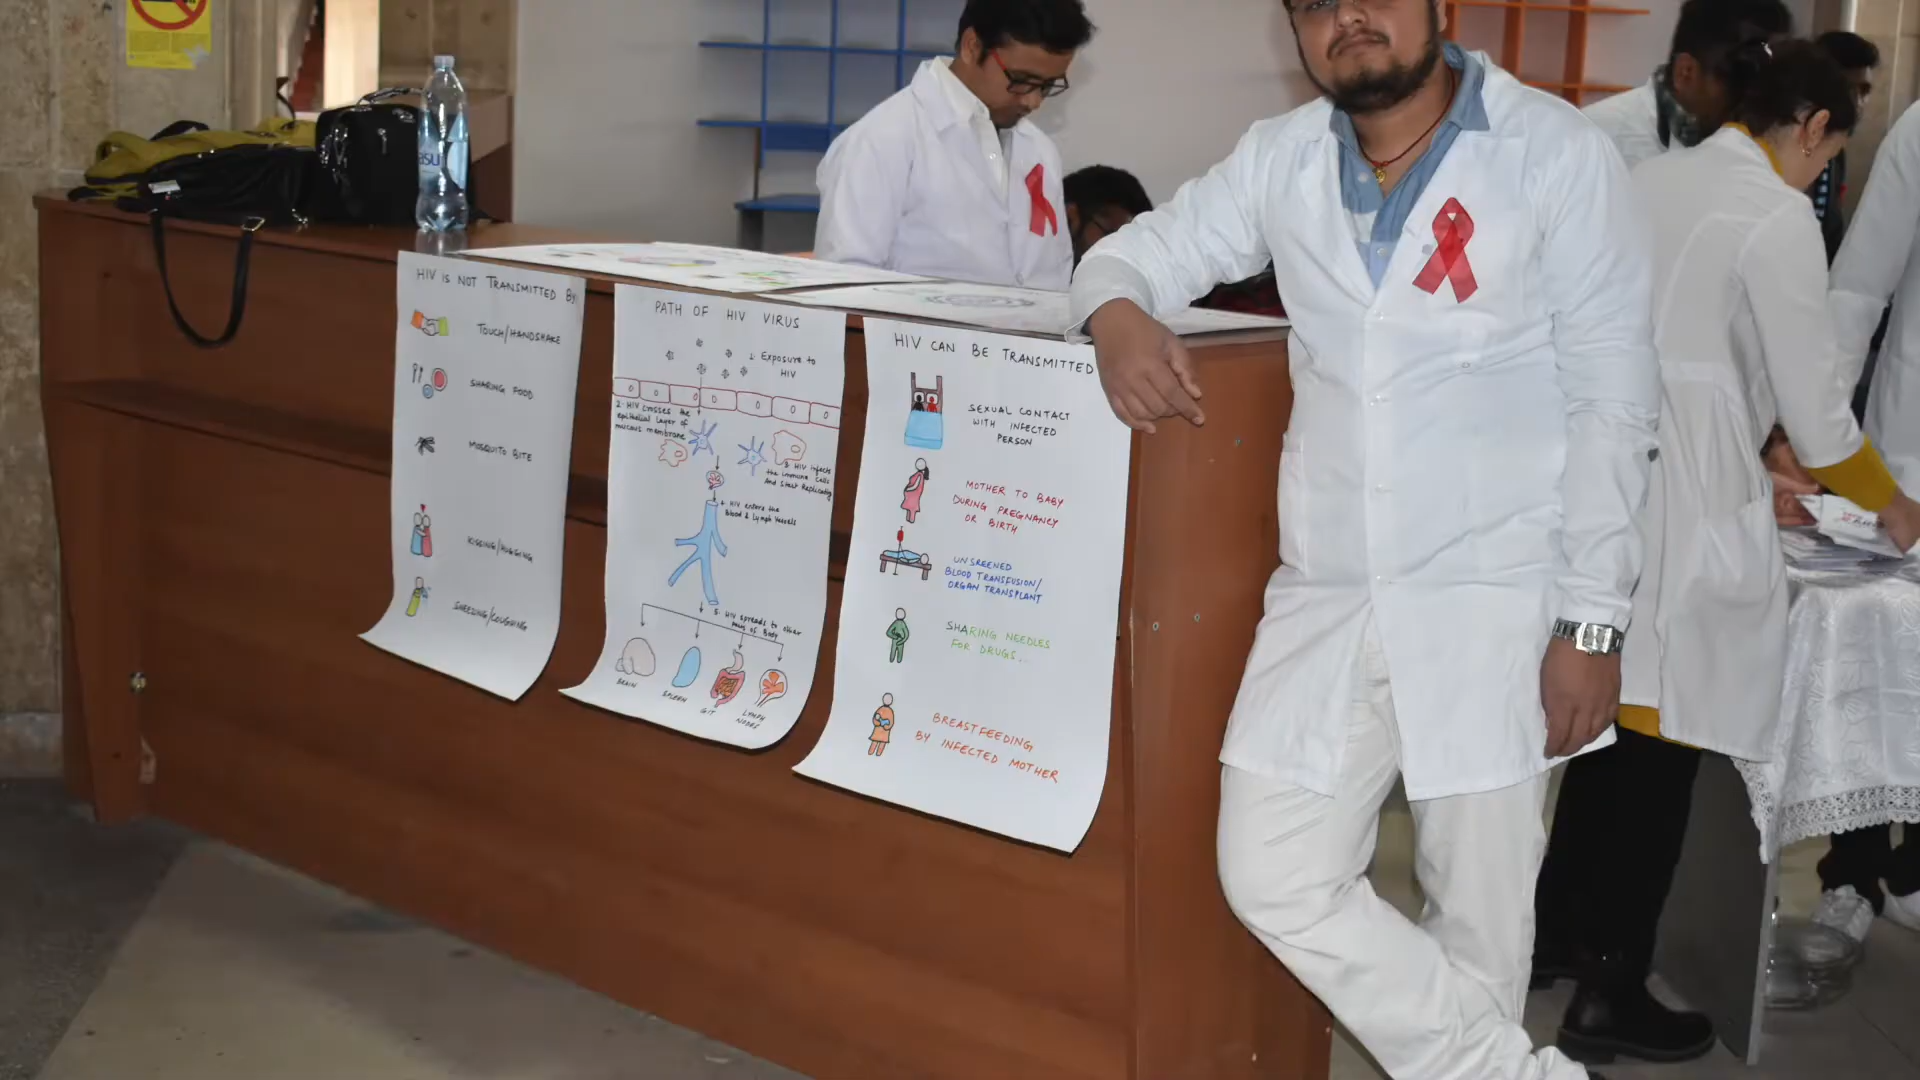 asu
HIV IS NOT TRANSMITTED BY
TOUCH/HANDSHAKE
SHARING FOOD
MOSQUITO BITE
KISSING/HUGGING
SNEEZING/COUGHING
PATH OF HIV VIRUS
1. Exposure to
HIV
2. HIV crosses the
epithelial layer of
mucous membrane
3. HIV infects
the immune cells
And start Replicating
4. HIV enters the
Blood & Lymph Vessels
5. HIV spreads to other
parts of Body
BRAIN
SPLEEN
GIT
LYMPH
NODES
HIV CAN BE TRANSMITTED
SEXUAL CONTACT
WITH INFECTED
PERSON
MOTHER TO BABY
DURING PREGNANCY
OR BIRTH
UNSREENED
BLOOD TRANSFUSION/
ORGAN TRANSPLANT
SHARING NEEDLES
FOR DRUGS...
BREASTFEEDING
BY INFECTED MOTHER